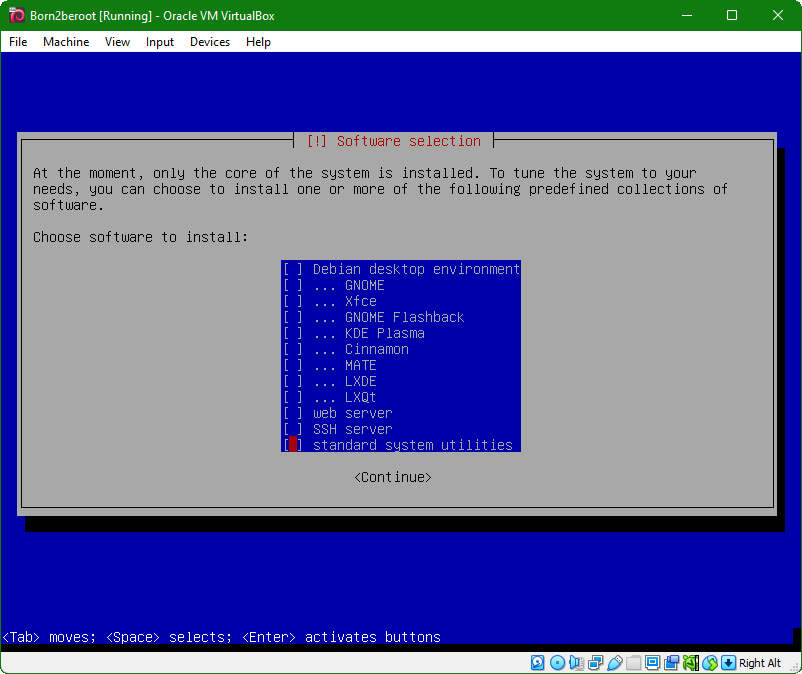 Born2beroot [Running] - Oracle VM VirtualBox
File Machine View Input Devices Help
[!] Software selection
At the moment, only the core of the system is installed. To tune the system to your
needs, you can choose to install one or more of the following predefined collections of
software.
Choose software to install:
[ ] Debian desktop environment
[ ] ... GNOME
[ ] ... Xfce
[ ] ... GNOME Flashback
[ ] ... KDE Plasma
[ ] ... Cinnamon
[ ] ... MATE
[ ] ... LXDE
[ ] ... LXQt
[ ] web server
[ ] SSH server
[ ] standard system utilities
<Continue>
<Tab> moves; <Space> selects; <Enter> activates buttons
Right Alt